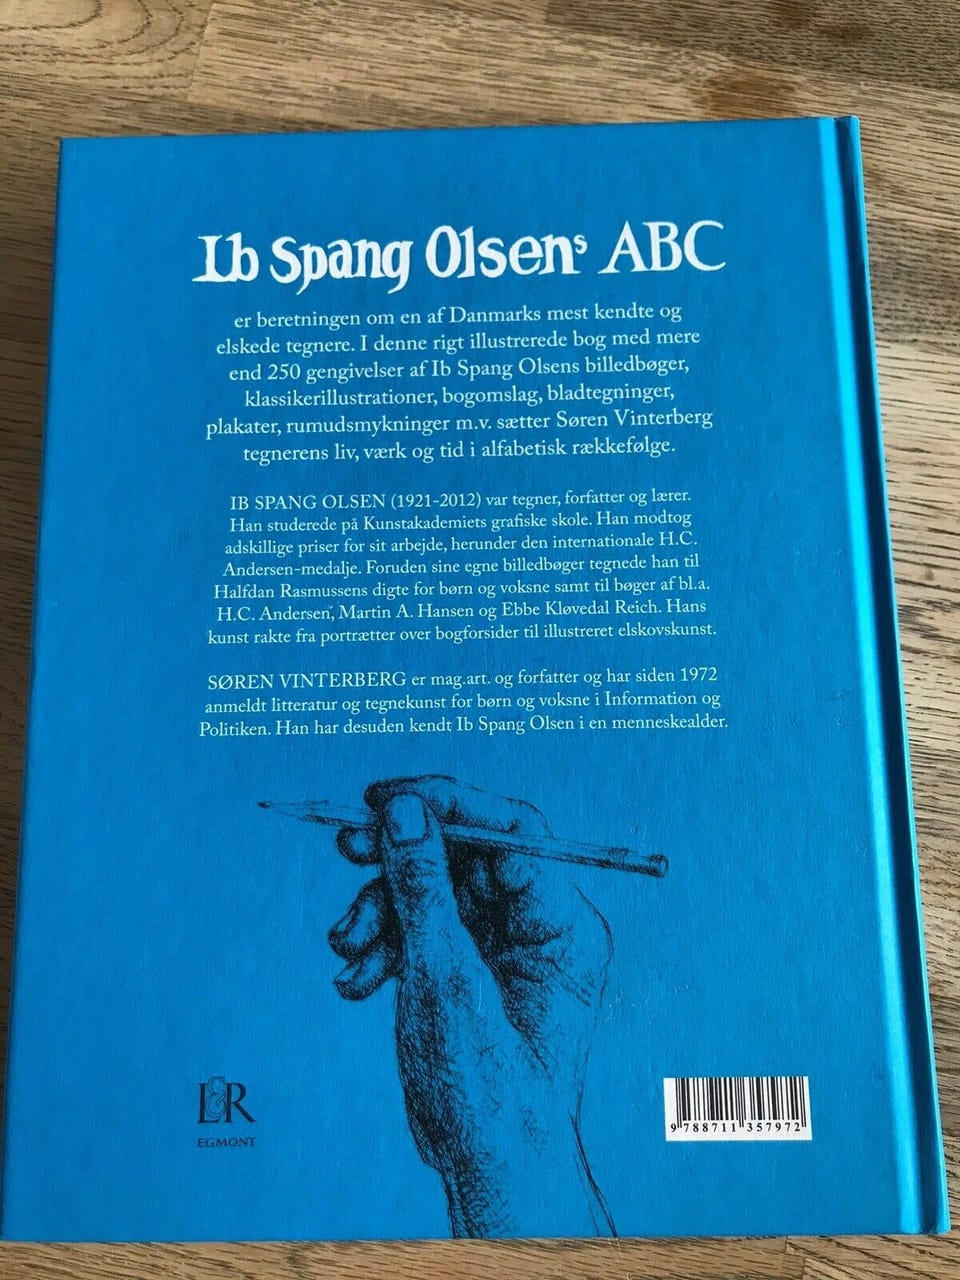 Ib Spang Olsens ABC
er beretningen om en af Danmarks mest kendte og
elskede tegnere. I denne rigt illustrerede bog med mere
end 250 gengivelser af Ib Spang Olsens billedbøger,
klassikerillustrationer, bogomslag, bladtegninger,
plakater, rumudsmykninger m.v. sætter Søren Vinterberg
tegnerens liv, værk og tid i alfabetisk rækkefølge.
IB SPANG OLSEN (1921-2012) var tegner, forfatter og lærer.
Han studerede på Kunstakademiets grafiske skole. Han modtog
adskillige priser for sit arbejde, herunder den internationale H.C.
Andersen-medalje. Foruden sine egne billedbøger tegnede han til
Halfdan Rasmussens digte for børn og voksne samt til bøger af bl.a.
H.C. Andersen, Martin A. Hansen og Ebbe Kløvedal Reich. Hans
kunst rakte fra portrætter over bogforsider til illustreret elskovskunst.
SØREN VINTERBERG er mag.art. og forfatter og har siden 1972
anmeldt litteratur og tegnekunst for børn og voksne i Information og
Politiken. Han har desuden kendt Ib Spang Olsen i en menneskealder.
L&R
EGMONT
9 788711 357972